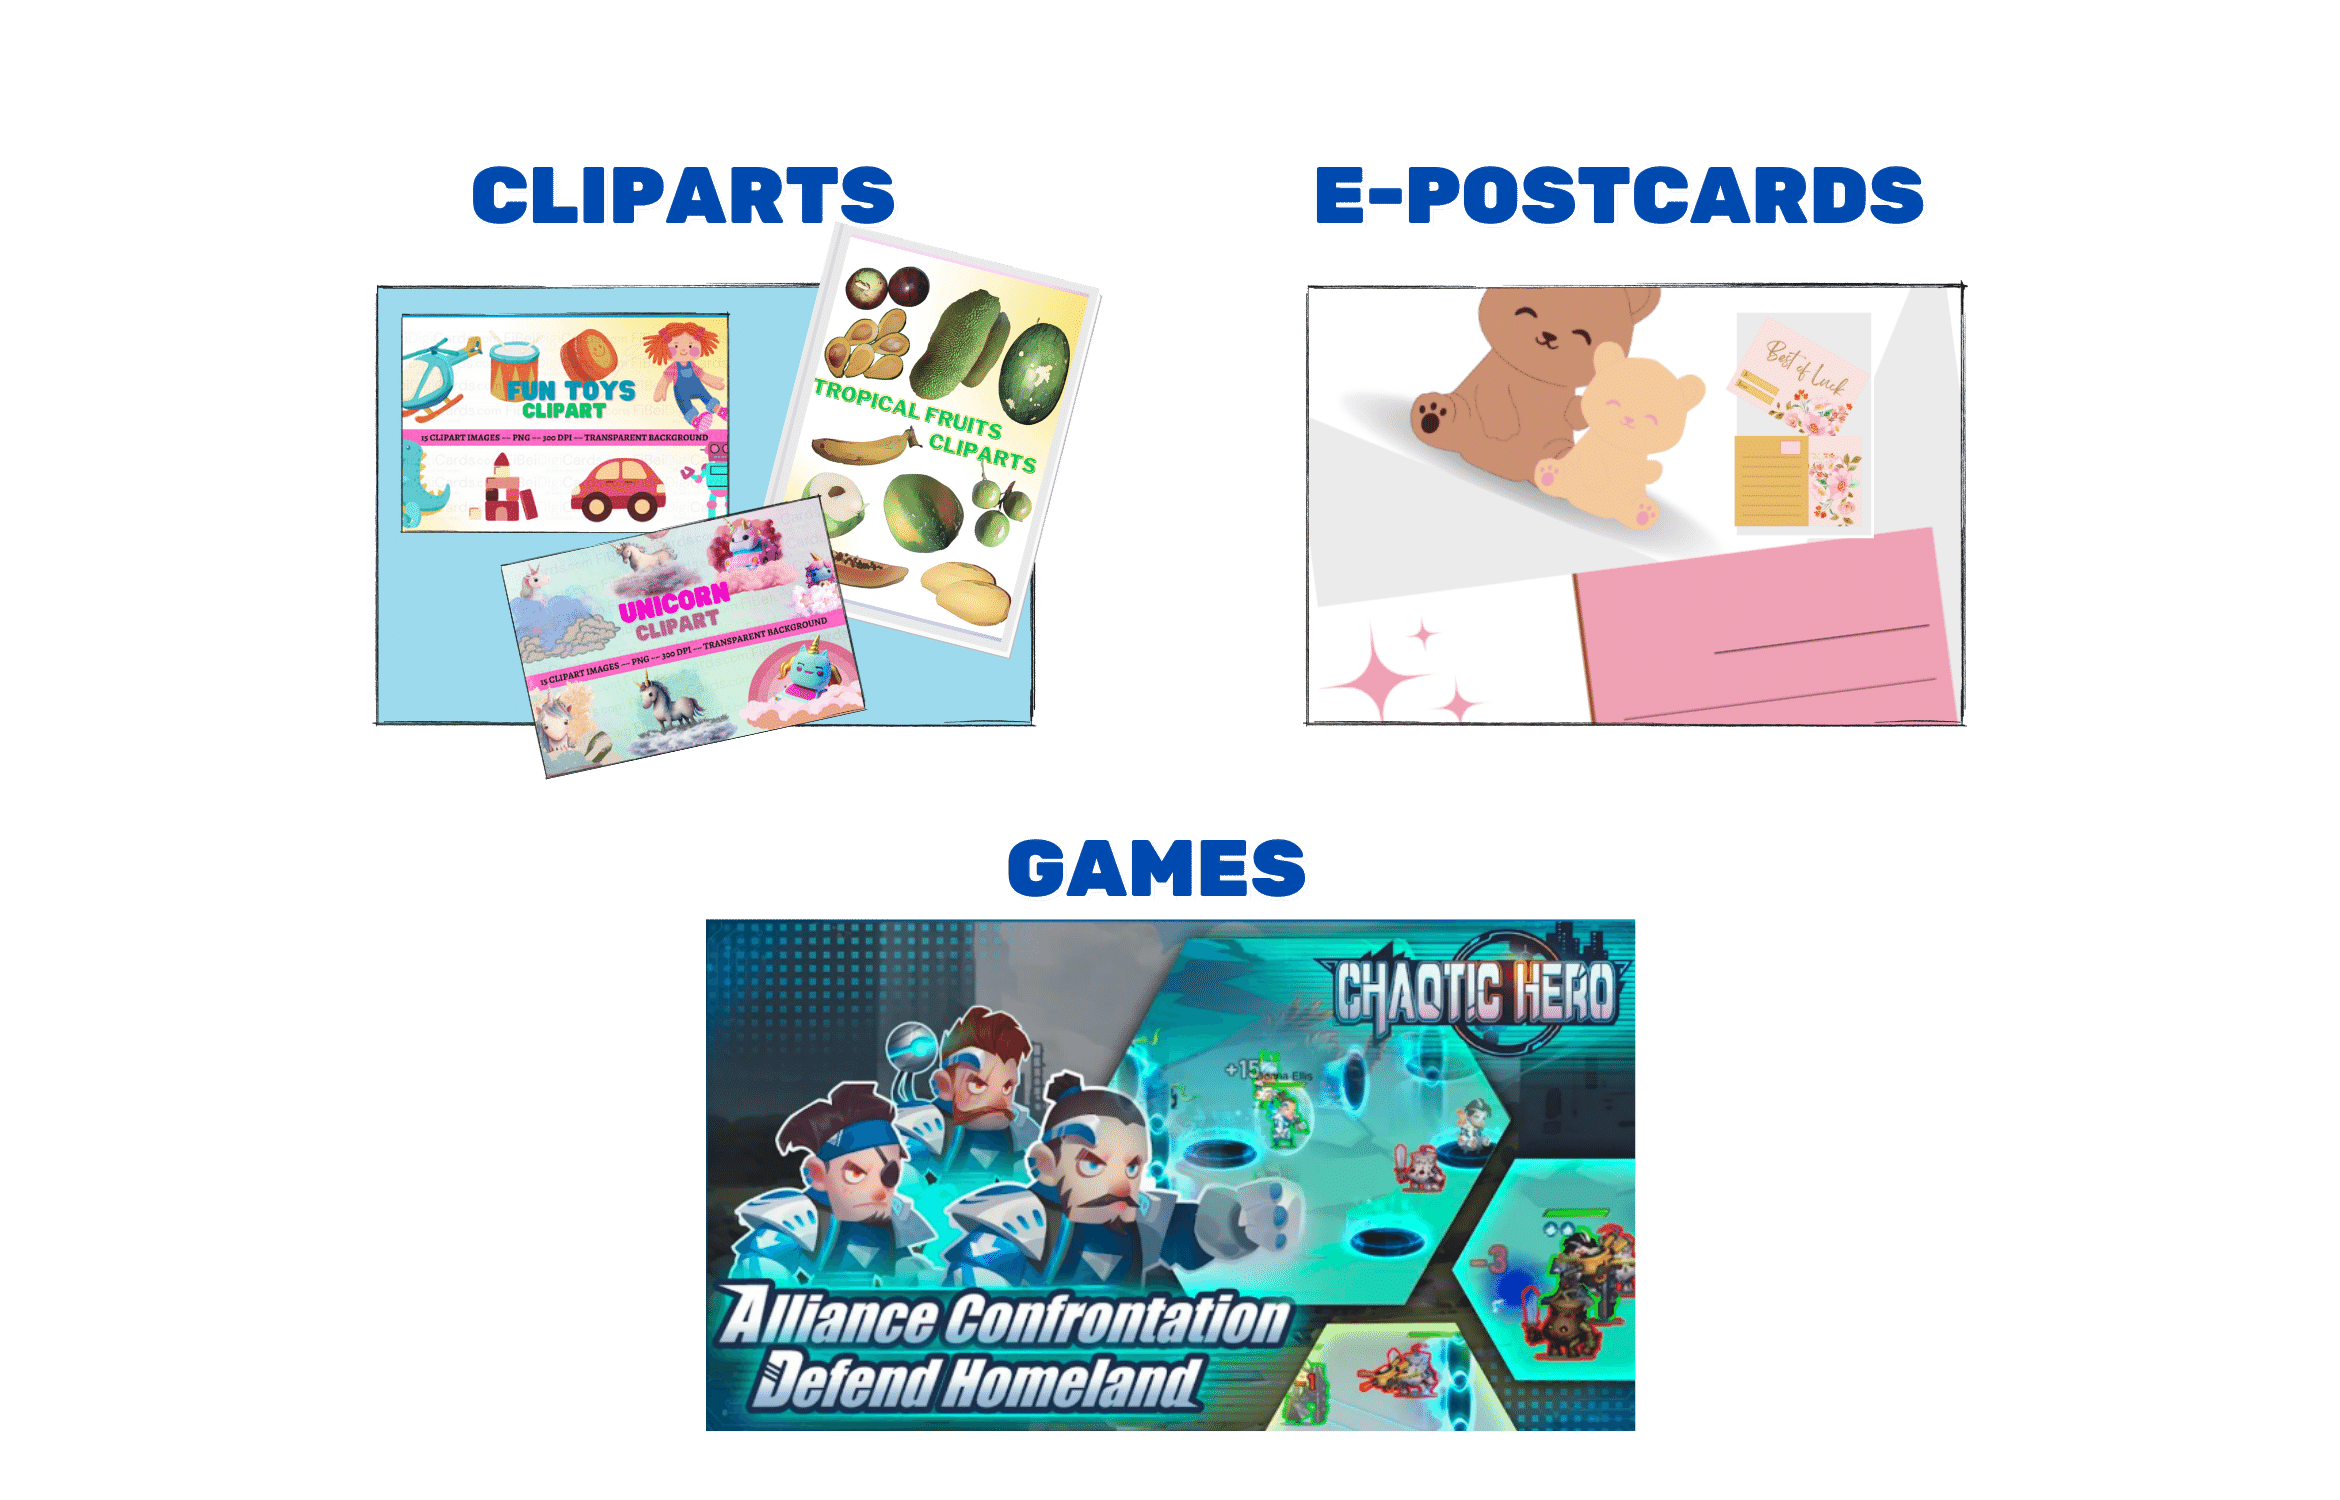 CLIPARTS
E-POSTCARDS
FUN TOYS
CLIPART
15 CLIPART IMAGES — PNG — 300 DPI — TRANSPARENT BACKGROUND
TROPICAL FRUITS
CLIPARTS
UNICORN
CLIPART
15 CLIPART IMAGES — PNG — 300 DPI — TRANSPARENT BACKGROUND
Best of Luck
GAMES
CHAOTIC HERO
+15
Ellis
-3
Alliance Confrontation
Defend Homeland
-1